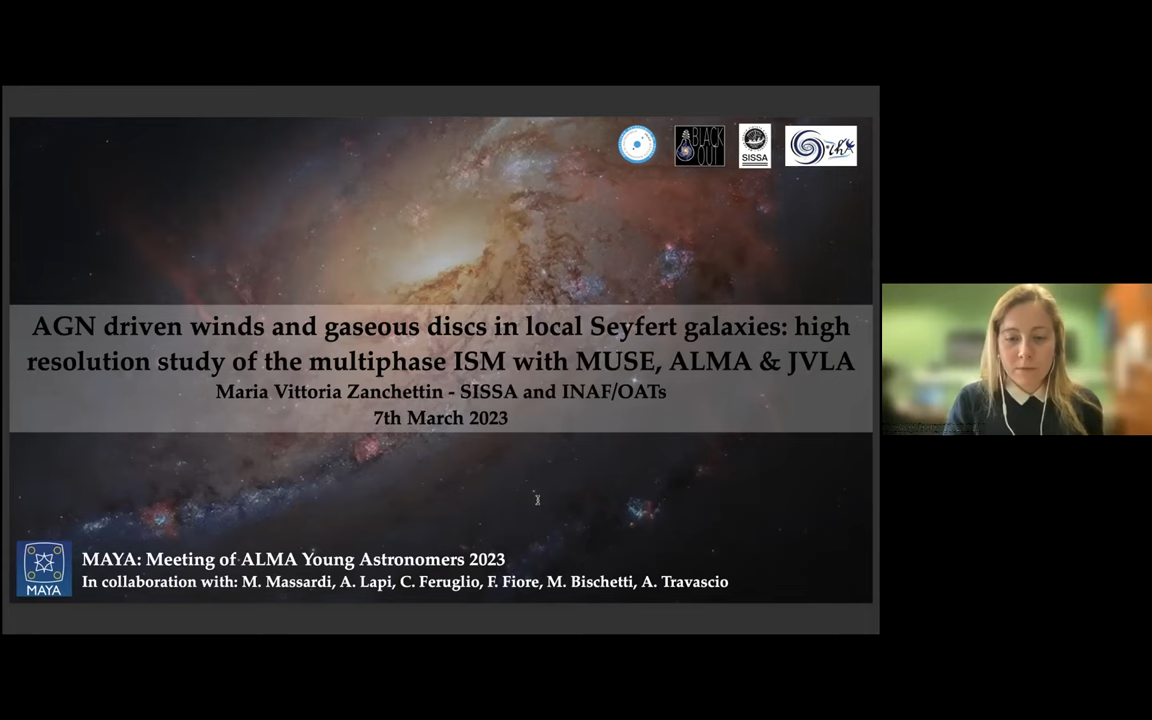 BLACK
OUT
SISSA
AGN driven winds and gaseous discs in local Seyfert galaxies: high
resolution study of the multiphase ISM with MUSE, ALMA & JVLA
Maria Vittoria Zanchettin - SISSA and INAF/OATs
7th March 2023
MAYA
MAYA: Meeting of ALMA Young Astronomers 2023
In collaboration with: M. Massardi, A. Lapi, C. Feruglio, F. Fiore, M. Bischetti, A. Travascio